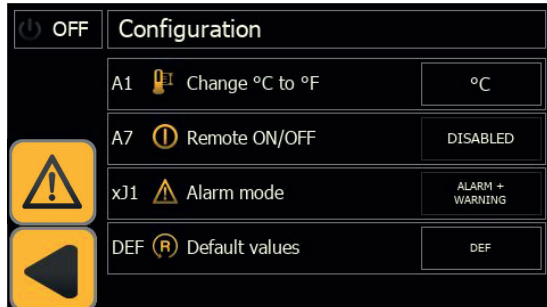 OFF Configuration
A1 Change °C to °F °C
A7 Remote ON/OFF DISABLED
xJ1 Alarm mode ALARM +
WARNING
DEF R Default values DEF